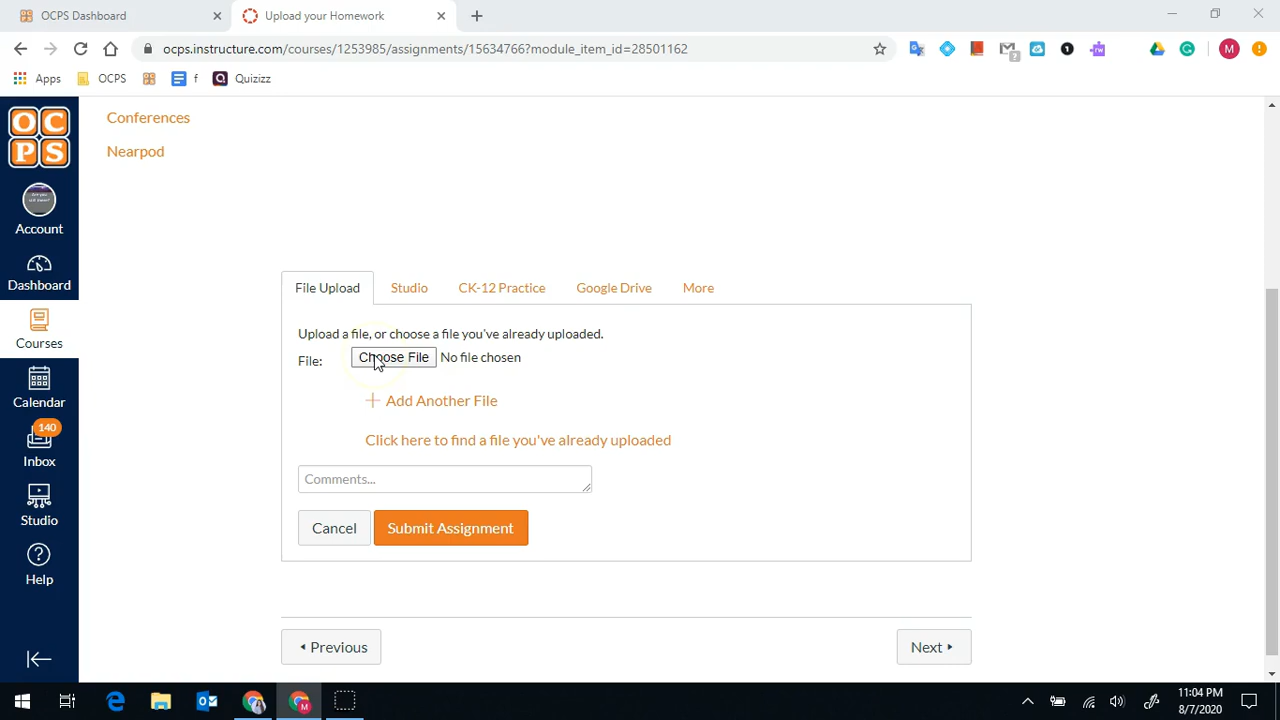 OCPS Dashboard
Upload your Homework
ocps.instructure.com/courses/1253985/assignments/15634766?module_item_id=28501162
M
Apps
OCPS
f
Quizizz
OC
PS
Account
Dashboard
Courses
Calendar
140
Inbox
Studio
Help
Conferences
Nearpod
File Upload
Studio
CK-12 Practice
Google Drive
More
Upload a file, or choose a file you've already uploaded.
File:
Choose File
No file chosen
Add Another File
Click here to find a file you've already uploaded
Comments...
Cancel
Submit Assignment
Previous
Next
11:04 PM
8/7/2020